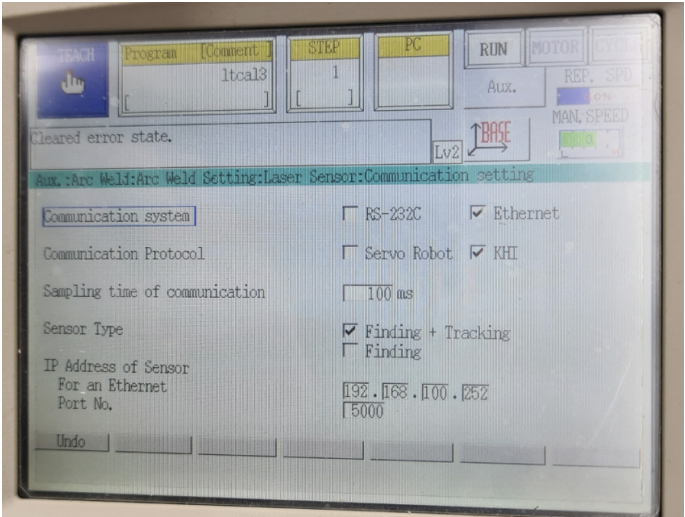 TEACH
Program [Comment ]
ltcal3
[ ]
STEP
1
[ ]
PC
RUN
MOTOR
CYCLE
Aux.
REP. SPD
Cleared error state.
Lv2
BASE
MAN. SPEED
Aux.:Arc Weld:Arc Weld Setting:Laser Sensor:Communication setting
Communication system RS-232C Ethernet
Communication Protocol Servo Robot KHI
Sampling time of communication 100 ms
Sensor Type Finding + Tracking
Finding
IP Address of Sensor
For an Ethernet 192.168.100.252
Port No. 5000
Undo